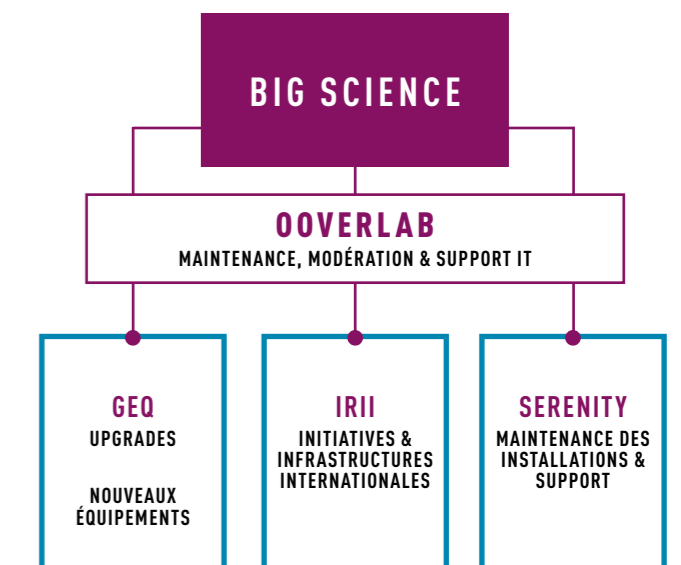 BIG SCIENCE
OOVERLAB
MAINTENANCE, MODÉRATION & SUPPORT IT
GEQ
UPGRADES
NOUVEAUX
ÉQUIPEMENTS
IRII
INITIATIVES &
INFRASTRUCTURES
INTERNATIONALES
SERENITY
MAINTENANCE DES
INSTALLATIONS &
SUPPORT